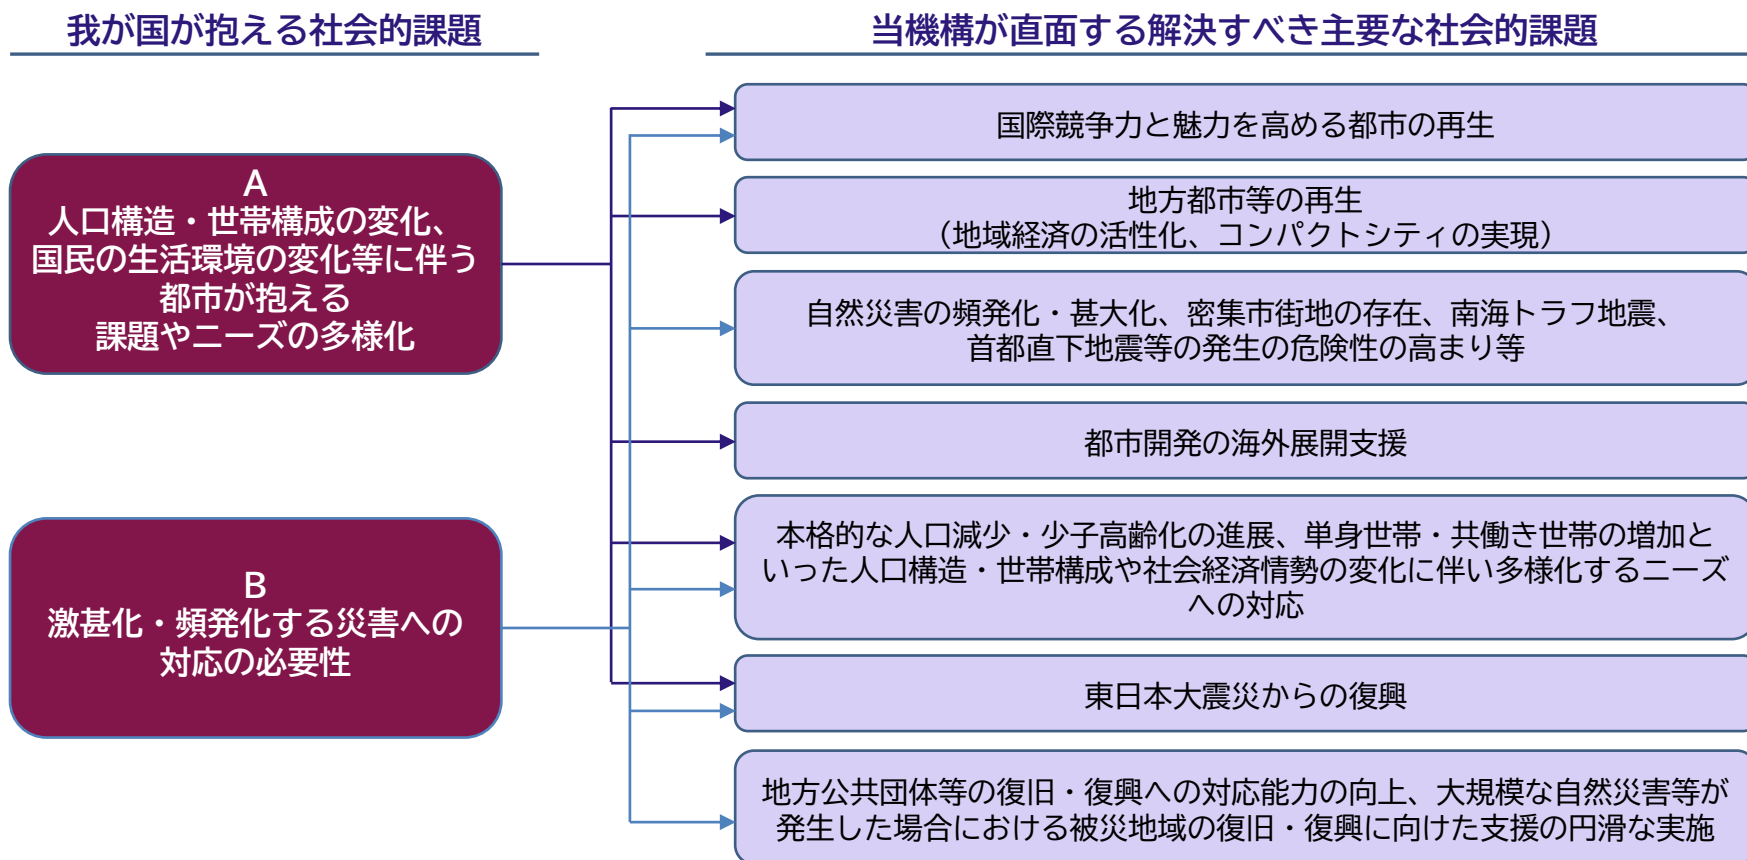 我が国が抱える社会的課題
当機構が直面する解決すべき主要な社会的課題
A
人口構造・世帯構成の変化、
国民の生活環境の変化等に伴う
都市が抱える
課題やニーズの多様化
B
激甚化・頻発化する災害への
対応の必要性
国際競争力と魅力を高める都市の再生
地方都市等の再生
（地域経済の活性化、コンパクトシティの実現）
自然災害の頻発化・甚大化、密集市街地の存在、南海トラフ地震、
首都直下地震等の発生の危険性の高まり等
都市開発の海外展開支援
本格的な人口減少・少子高齢化の進展、単身世帯・共働き世帯の増加と
いった人口構造・世帯構成や社会経済情勢の変化に伴い多様化するニーズ
への対応
東日本大震災からの復興
地方公共団体等の復旧・復興への対応能力の向上、大規模な自然災害等が
発生した場合における被災地域の復旧・復興に向けた支援の円滑な実施